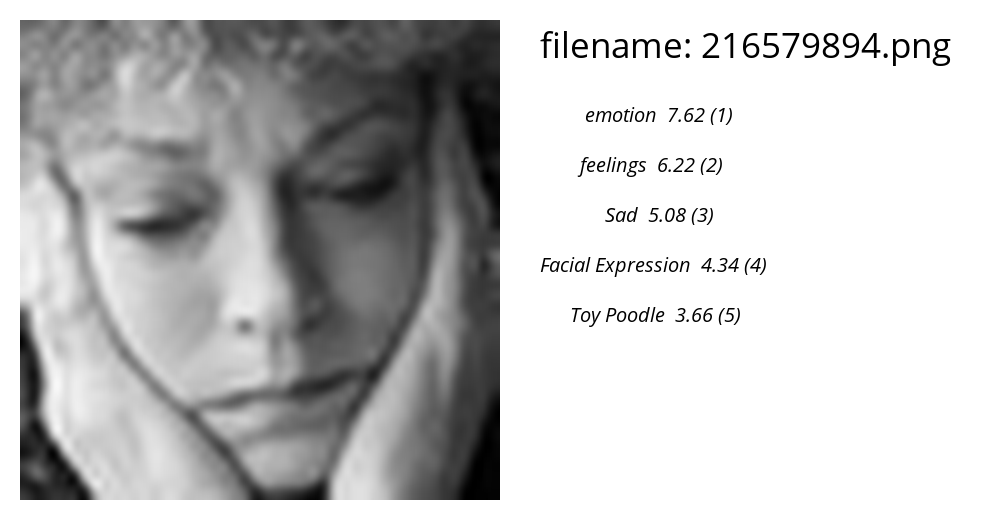 filename: 216579894.png
emotion 7.62 (1)
feelings 6.22 (2)
Sad 5.08 (3)
Facial Expression 4.34 (4)
Toy Poodle 3.66 (5)